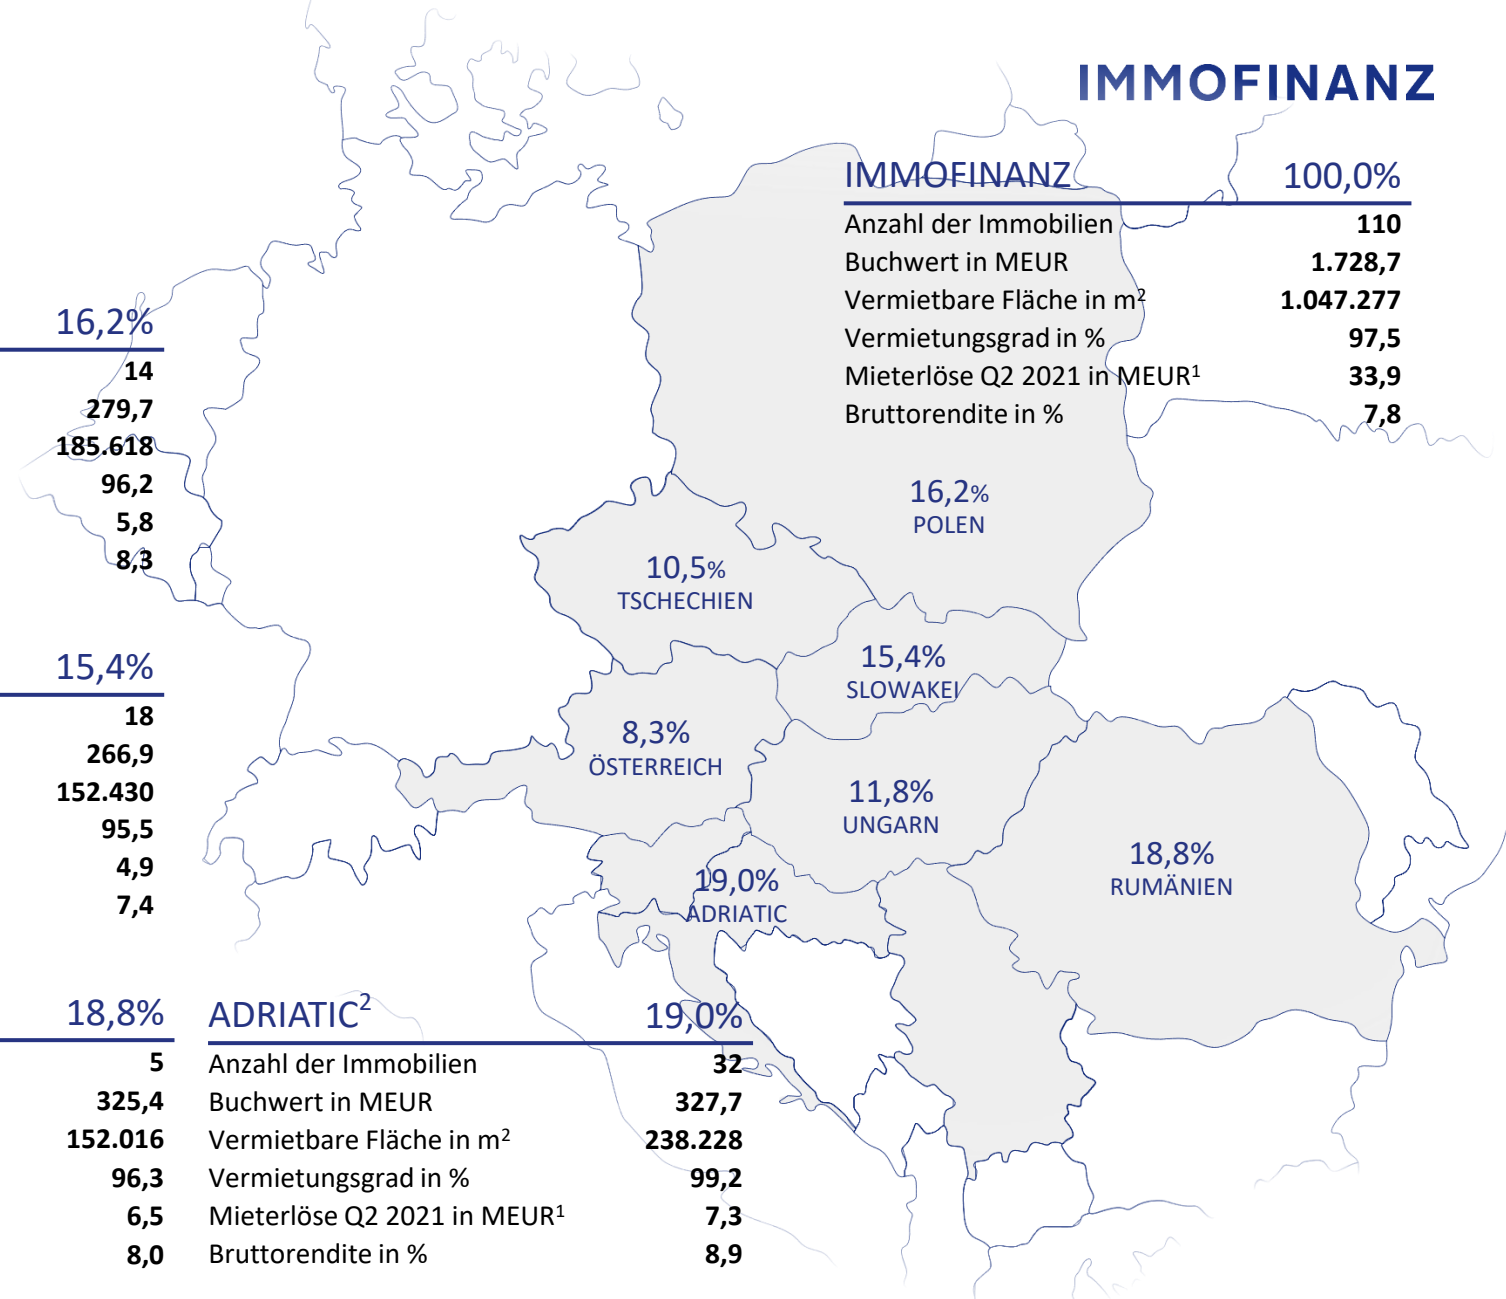 IMMOFINANZ
IMMOFINANZ 100,0%
Anzahl der Immobilien 110
Buchwert in MEUR 1.728,7
Vermietbare Fläche in m² 1.047.277
Vermietungsgrad in % 97,5
Mieterlöse Q2 2021 in MEUR¹ 33,9
Bruttorendite in % 7,8
16,2%
14
279,7
185.618
96,2
5,8
8,3
16,2%
POLEN
10,5%
TSCHECHIEN
15,4%
SLOWAKEI
8,3%
ÖSTERREICH
11,8%
UNGARN
18,8%
RUMÄNIEN
19,0%
ADRIATIC
15,4%
18
266,9
152.430
95,5
4,9
7,4
18,8%
5
325,4
152.016
96,3
6,5
8,0
ADRIATIC² 19,0%
Anzahl der Immobilien 32
Buchwert in MEUR 327,7
Vermietbare Fläche in m² 238.228
Vermietungsgrad in % 99,2
Mieterlöse Q2 2021 in MEUR¹ 7,3
Bruttorendite in % 8,9